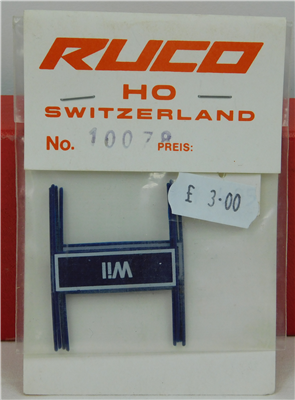 RUCO
HO
SWITZERLAND
No. 10078 PREIS:
£ 3.00
Wil